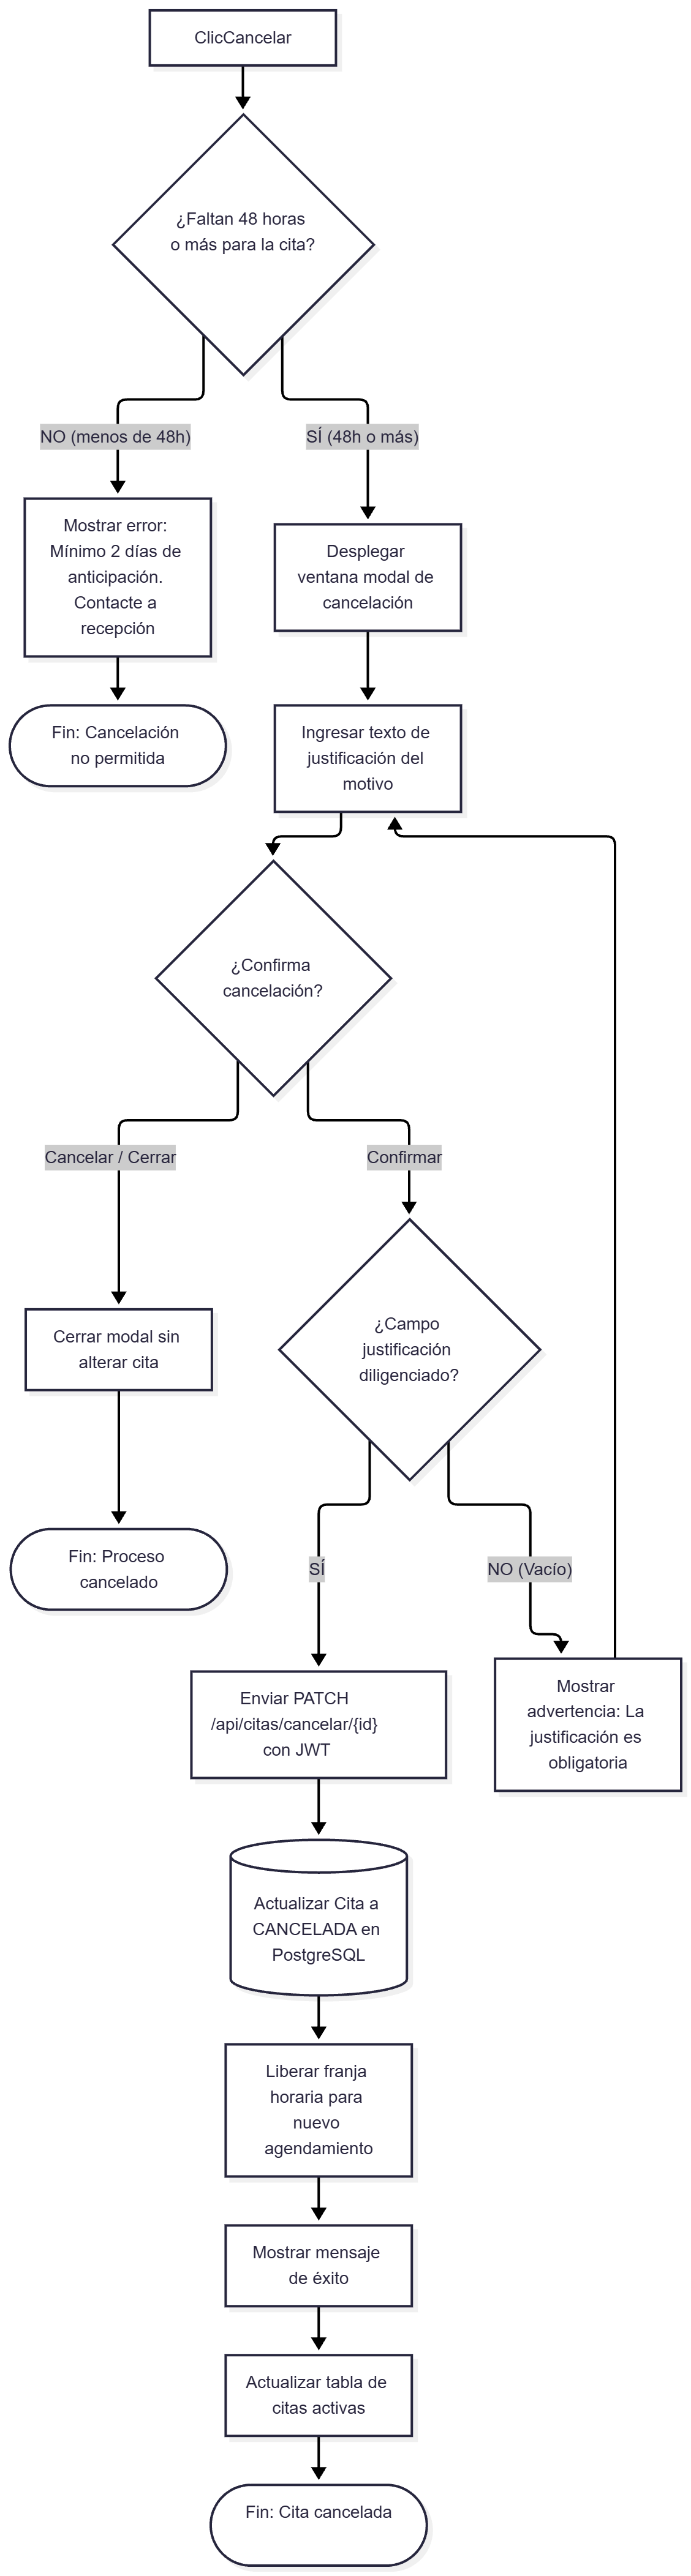 ClicCancelar
¿Faltan 48 horas
o más para la cita?
NO (menos de 48h)
SÍ (48h o más)
Mostrar error:
Mínimo 2 días de
anticipación.
Contacte a
recepción
Desplegar
ventana modal de
cancelación
Fin: Cancelación
no permitida
Ingresar texto de
justificación del
motivo
¿Confirma
cancelación?
Cancelar / Cerrar
Confirmar
Cerrar modal sin
alterar cita
¿Campo
justificación
diligenciado?
Fin: Proceso
cancelado
SÍ
NO (Vacío)
Enviar PATCH
/api/citas/cancelar/{id}
con JWT
Mostrar
advertencia: La
justificación es
obligatoria
Actualizar Cita a
CANCELADA en
PostgreSQL
Liberar franja
horaria para
nuevo
agendamiento
Mostrar mensaje
de éxito
Actualizar tabla de
citas activas
Fin: Cita cancelada